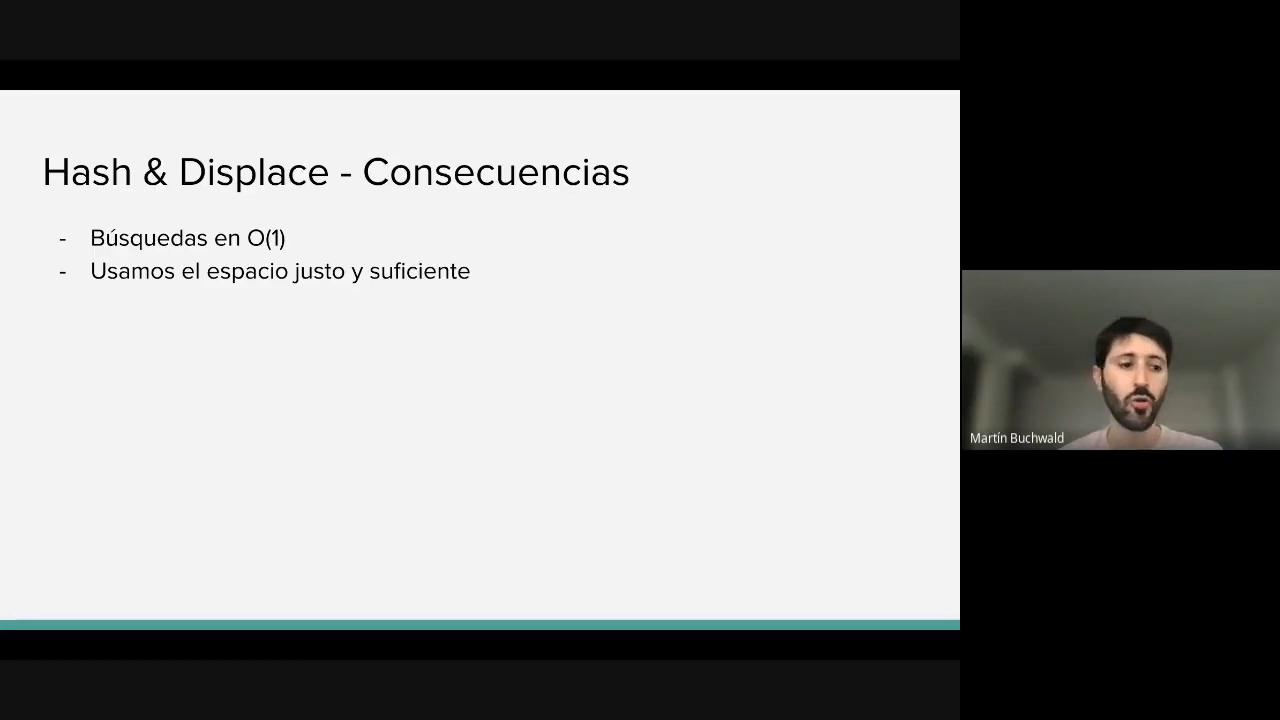 Hash & Displace - Consecuencias
- Búsquedas en O(1)
- Usamos el espacio justo y suficiente
Martín Buchwald